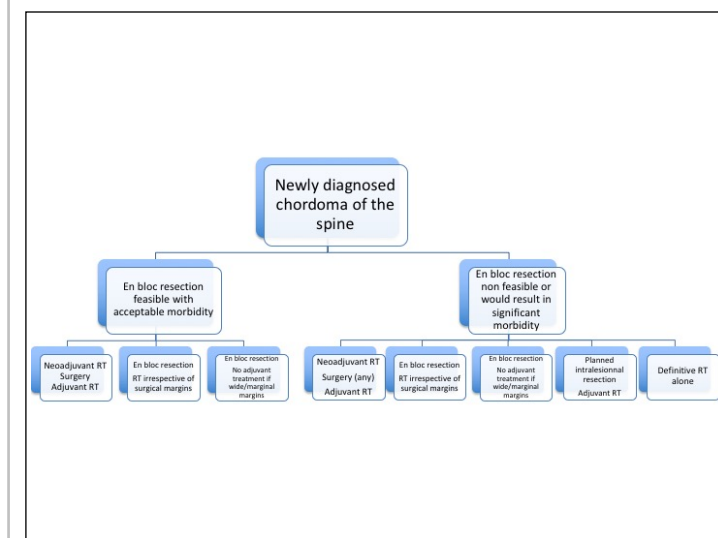 Newly diagnosed
chordoma of the
spine
En bloc resection
feasible with
acceptable morbidity
En bloc resection
non feasible or
would result in
significant
morbidity
Neoadjuvant RT
Surgery
Adjuvant RT
En bloc resection
RT irrespective of
surgical margins
En bloc resection
No adjuvant
treatment if
wide/marginal
margins
Neoadjuvant RT
Surgery (any)
Adjuvant RT
En bloc resection
RT irrespective of
surgical margins
En bloc resection
No adjuvant
treatment if
wide/marginal
margins
Planned
intralesionnal
resection
Adjuvant RT
Definitive RT
alone